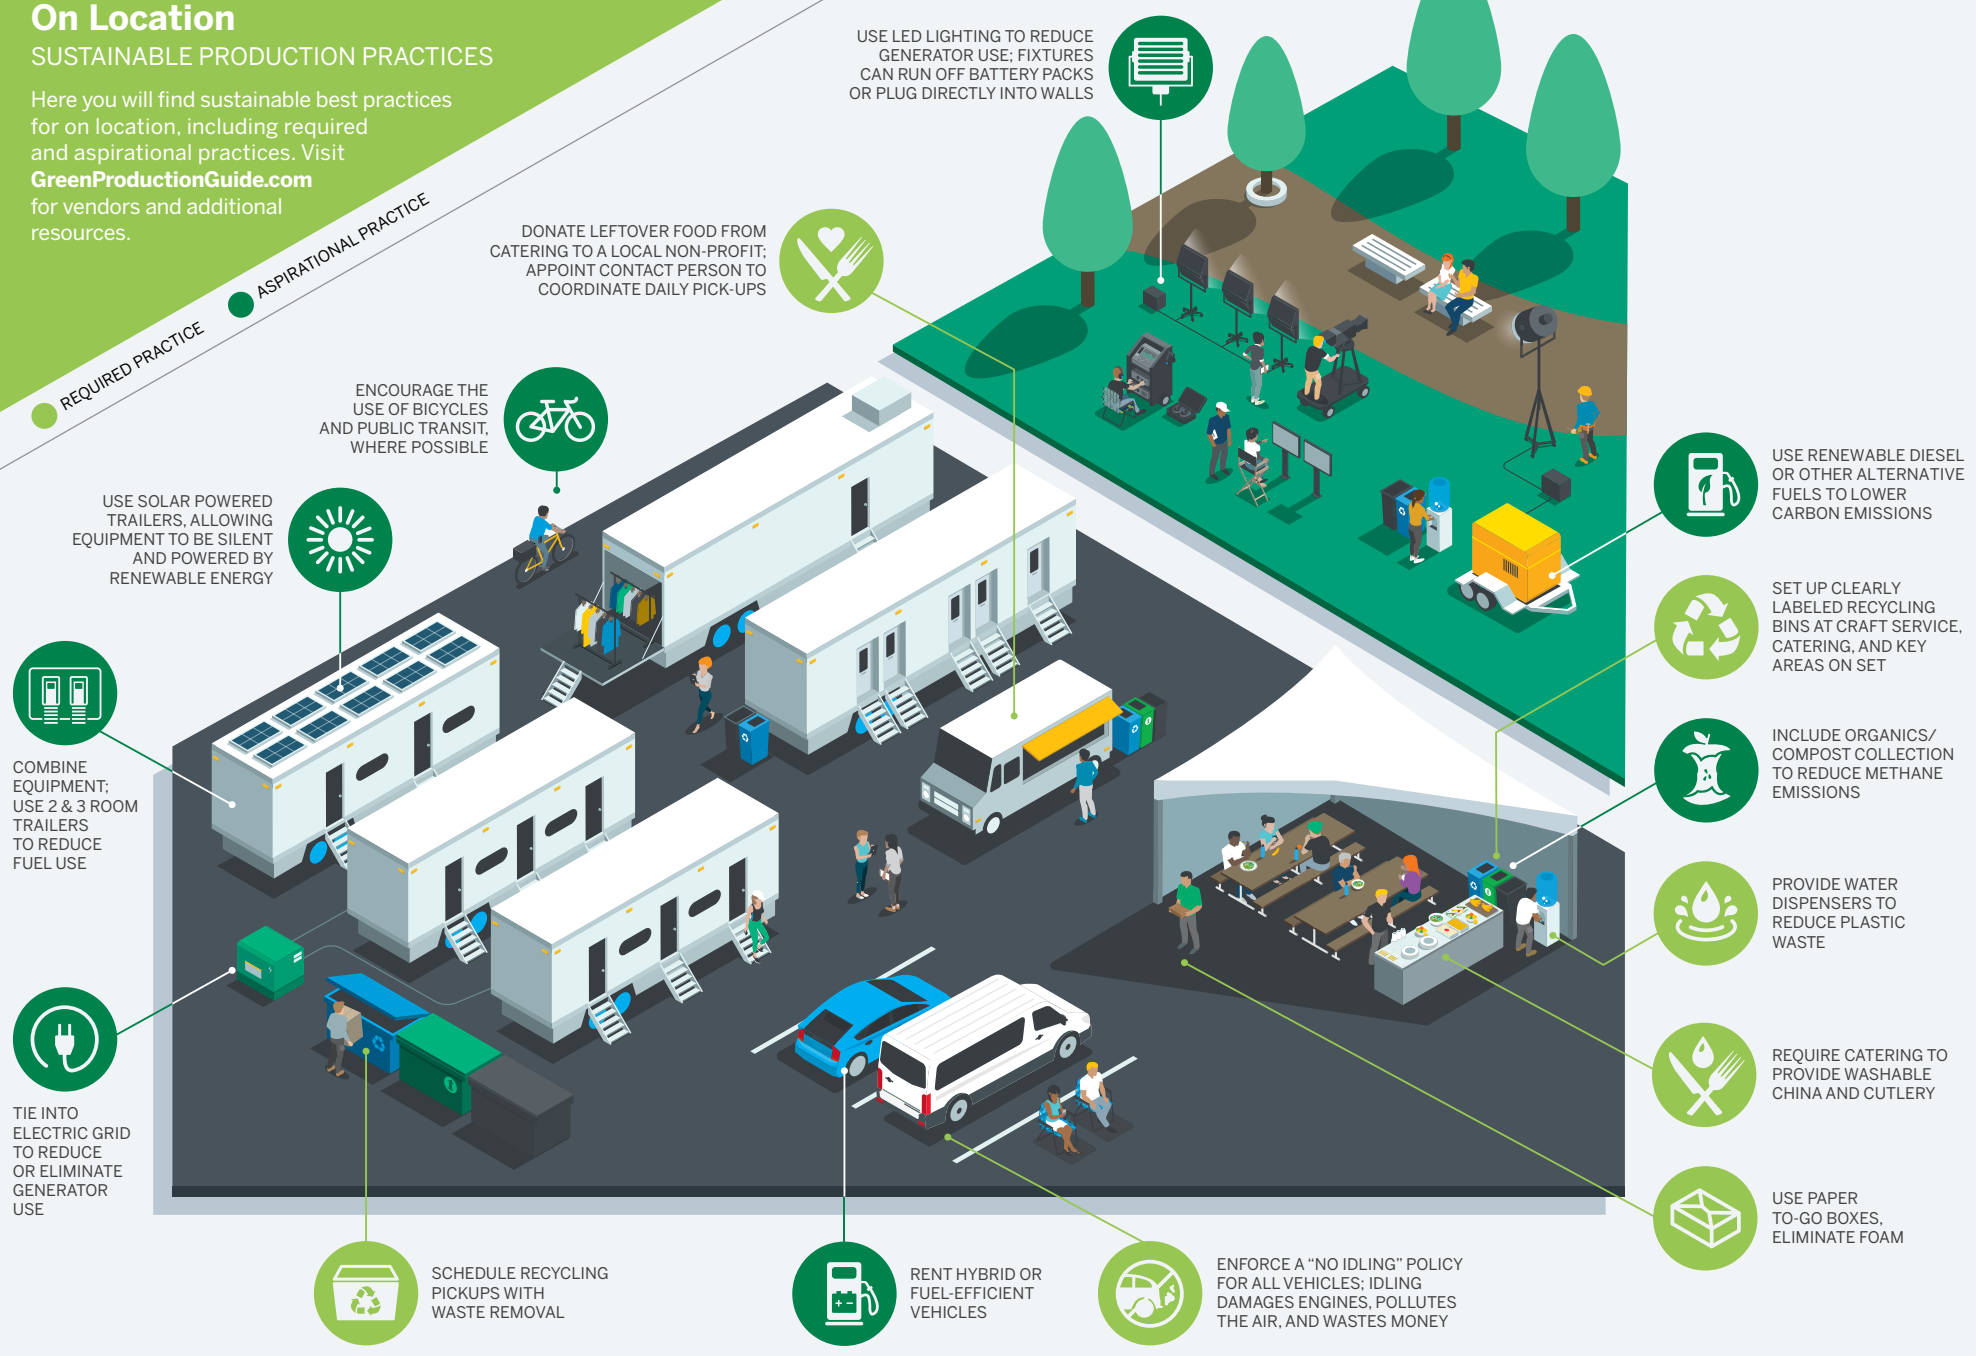 On Location
SUSTAINABLE PRODUCTION PRACTICES
Here you will find sustainable best practices
for on location, including required
and aspirational practices. Visit
GreenProductionGuide.com
for vendors and additional
resources.
REQUIRED PRACTICE
ASPIRATIONAL PRACTICE
USE LED LIGHTING TO REDUCE
GENERATOR USE; FIXTURES
CAN RUN OFF BATTERY PACKS
OR PLUG DIRECTLY INTO WALLS
DONATE LEFTOVER FOOD FROM
CATERING TO A LOCAL NON-PROFIT;
APPOINT CONTACT PERSON TO
COORDINATE DAILY PICK-UPS
ENCOURAGE THE
USE OF BICYCLES
AND PUBLIC TRANSIT,
WHERE POSSIBLE
USE SOLAR POWERED
TRAILERS, ALLOWING
EQUIPMENT TO BE SILENT
AND POWERED BY
RENEWABLE ENERGY
COMBINE
EQUIPMENT;
USE 2 & 3 ROOM
TRAILERS
TO REDUCE
FUEL USE
TIE INTO
ELECTRIC GRID
TO REDUCE
OR ELIMINATE
GENERATOR
USE
SCHEDULE RECYCLING
PICKUPS WITH
WASTE REMOVAL
RENT HYBRID OR
FUEL-EFFICIENT
VEHICLES
ENFORCE A “NO IDLING” POLICY
FOR ALL VEHICLES; IDLING
DAMAGES ENGINES, POLLUTES
THE AIR, AND WASTES MONEY
USE RENEWABLE DIESEL
OR OTHER ALTERNATIVE
FUELS TO LOWER
CARBON EMISSIONS
SET UP CLEARLY
LABELED RECYCLING
BINS AT CRAFT SERVICE,
CATERING, AND KEY
AREAS ON SET
INCLUDE ORGANICS/
COMPOST COLLECTION
TO REDUCE METHANE
EMISSIONS
PROVIDE WATER
DISPENSERS TO
REDUCE PLASTIC
WASTE
REQUIRE CATERING TO
PROVIDE WASHABLE
CHINA AND CUTLERY
USE PAPER
TO-GO BOXES,
ELIMINATE FOAM